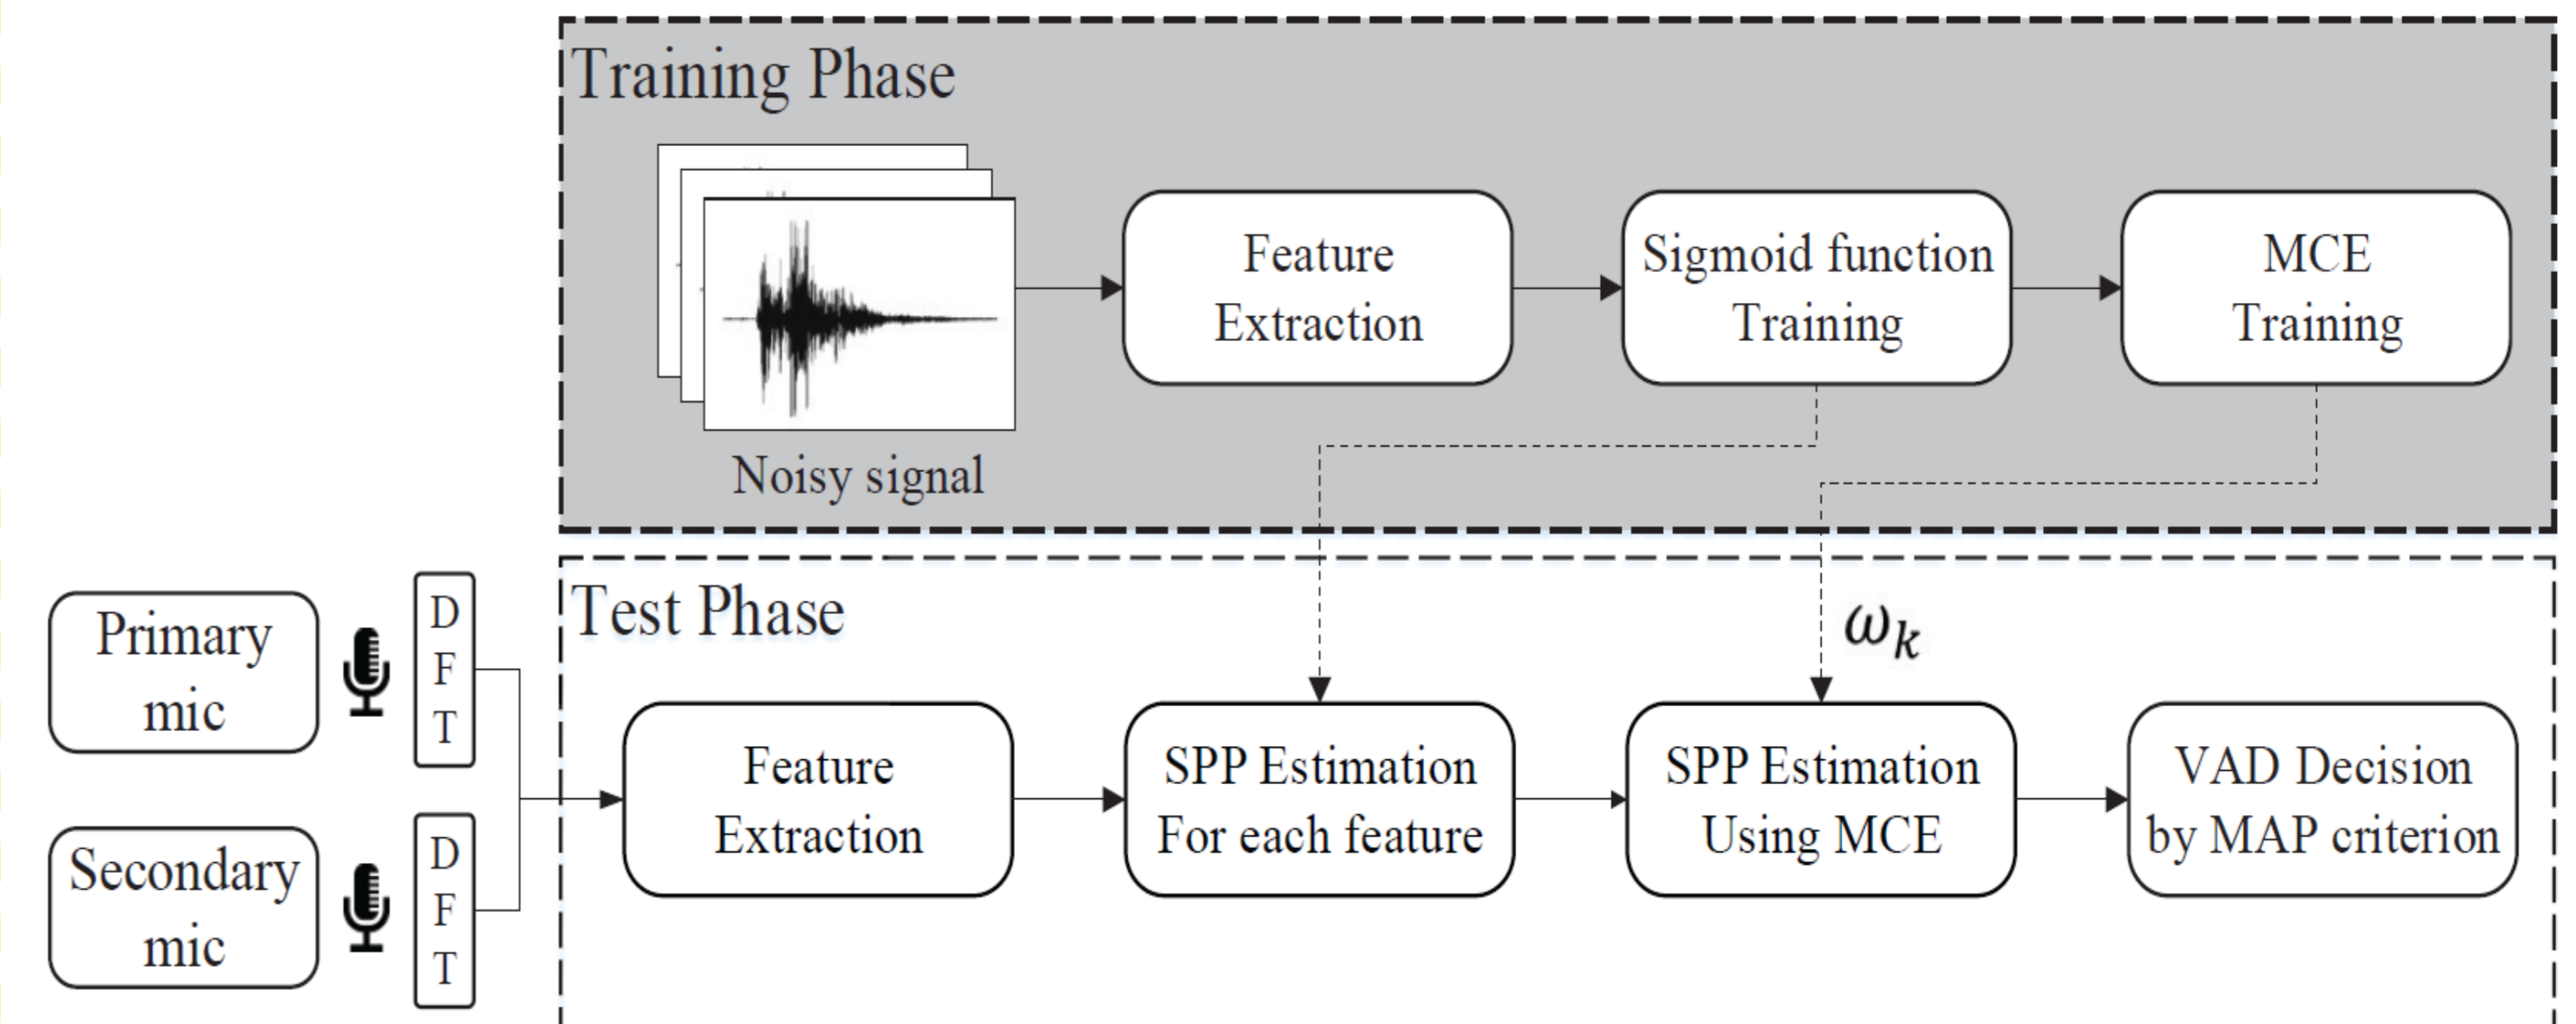 Training Phase
Noisy signal
Feature
Extraction
Sigmoid function
Training
MCE
Training
Test Phase
Primary
mic
D
F
T
Secondary
mic
D
F
T
Feature
Extraction
SPP Estimation
For each feature
ω_k
SPP Estimation
Using MCE
VAD Decision
by MAP criterion